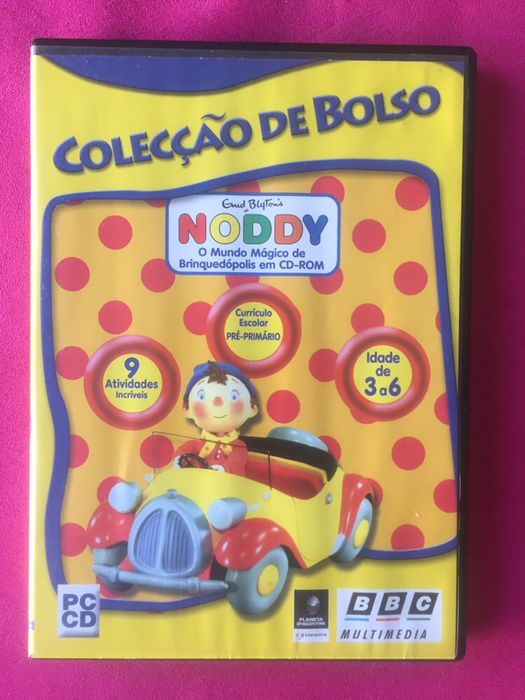 COLECÇÃO DE BOLSO
Enid Blyton's
NODDY
O Mundo Mágico de
Brinquedópolis em CD-ROM
Currículo
Escolar
PRÉ-PRIMÁRIO
9
Atividades
Incríveis
Idade
de
3 a 6
PC
CD
PLANETA
DeAGOSTINI
BBC
MULTIMEDIA